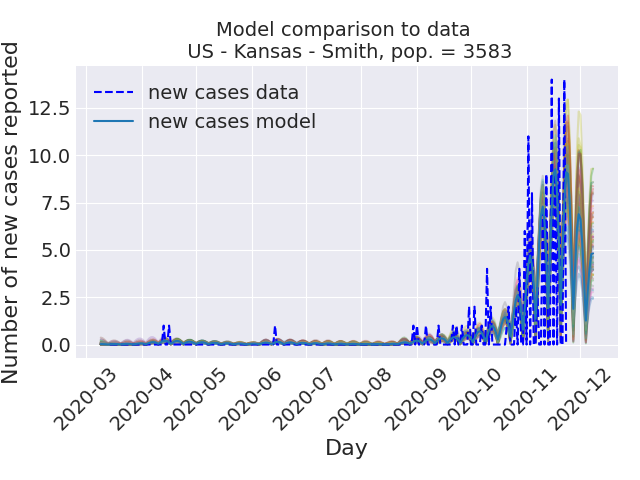 Model comparison to data
US - Kansas - Smith, pop. = 3583
Number of new cases reported
12.5
10.0
7.5
5.0
2.5
0.0
new cases data
new cases model
2020-03
2020-04
2020-05
2020-06
2020-07
2020-08
2020-09
2020-10
2020-11
2020-12
Day